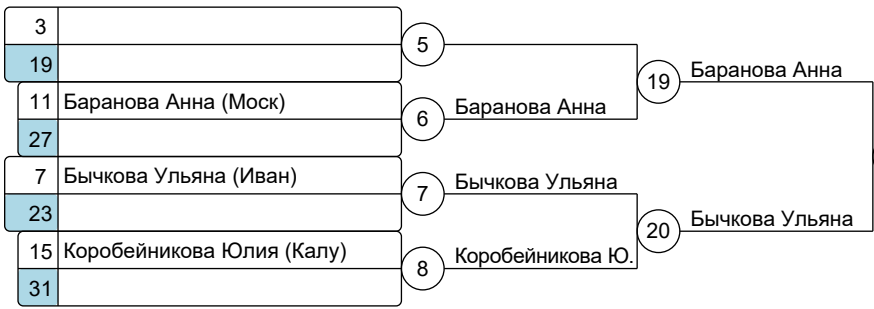 3
5
19
Баранова Анна
19
11 Баранова Анна (Моск)
Баранова Анна
6
27
7 Бычкова Ульяна (Иван)
Бычкова Ульяна
7
23
Бычкова Ульяна
20
15 Коробейникова Юлия (Калу)
Коробейникова Ю.
8
31